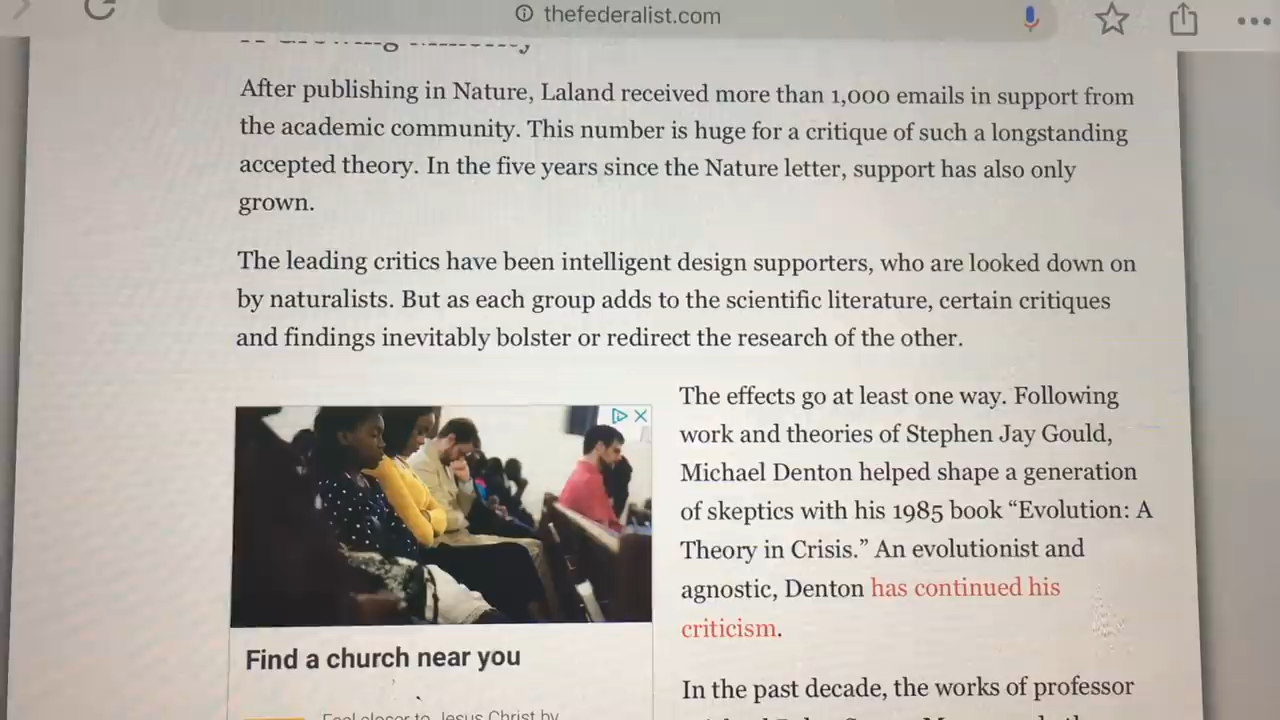 thefederalist.com
After publishing in Nature, Laland received more than 1,000 emails in support from
the academic community. This number is huge for a critique of such a longstanding
accepted theory. In the five years since the Nature letter, support has also only
grown.
The leading critics have been intelligent design supporters, who are looked down on
by naturalists. But as each group adds to the scientific literature, certain critiques
and findings inevitably bolster or redirect the research of the other.
The effects go at least one way. Following
work and theories of Stephen Jay Gould,
Michael Denton helped shape a generation
of skeptics with his 1985 book “Evolution: A
Theory in Crisis.” An evolutionist and
agnostic, Denton has continued his
criticism.
In the past decade, the works of professor
Find a church near you
Feel closer to Jesus Christ by